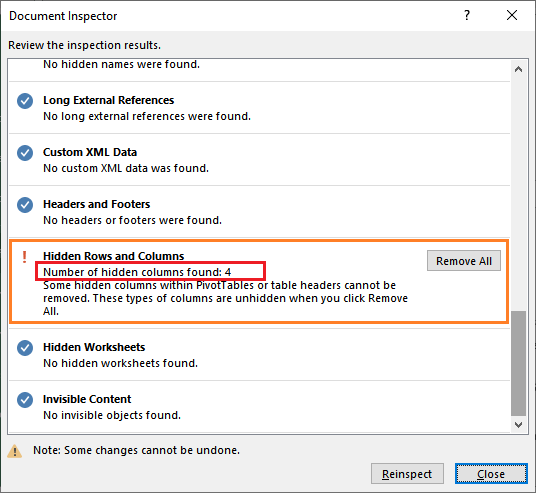 Document Inspector
?
Review the inspection results.
No hidden names were found.
Long External References
No long external references were found.
Custom XML Data
No custom XML data was found.
Headers and Footers
No headers or footers were found.
! Hidden Rows and Columns
Number of hidden columns found: 4
Some hidden columns within PivotTables or table headers cannot be
removed. These types of columns are unhidden when you click Remove
All.
Remove All
Hidden Worksheets
No hidden worksheets found.
Invisible Content
No invisible objects found.
Note: Some changes cannot be undone.
Reinspect
Close